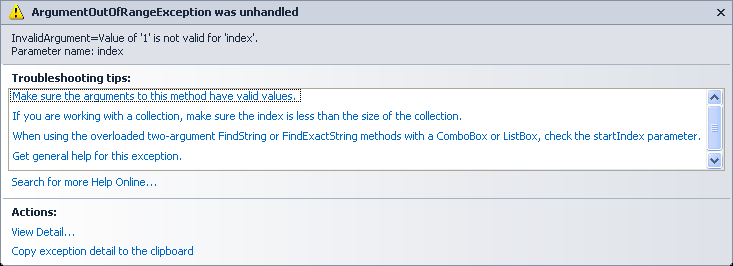 ArgumentOutOfRangeException was unhandled
InvalidArgument=Value of '1' is not valid for 'index'.
Parameter name: index
Troubleshooting tips:
Make sure the arguments to this method have valid values.
If you are working with a collection, make sure the index is less than the size of the collection.
When using the overloaded two-argument FindString or FindExactString methods with a ComboBox or ListBox, check the startIndex parameter.
Get general help for this exception.
Search for more Help Online...
Actions:
View Detail...
Copy exception detail to the clipboard